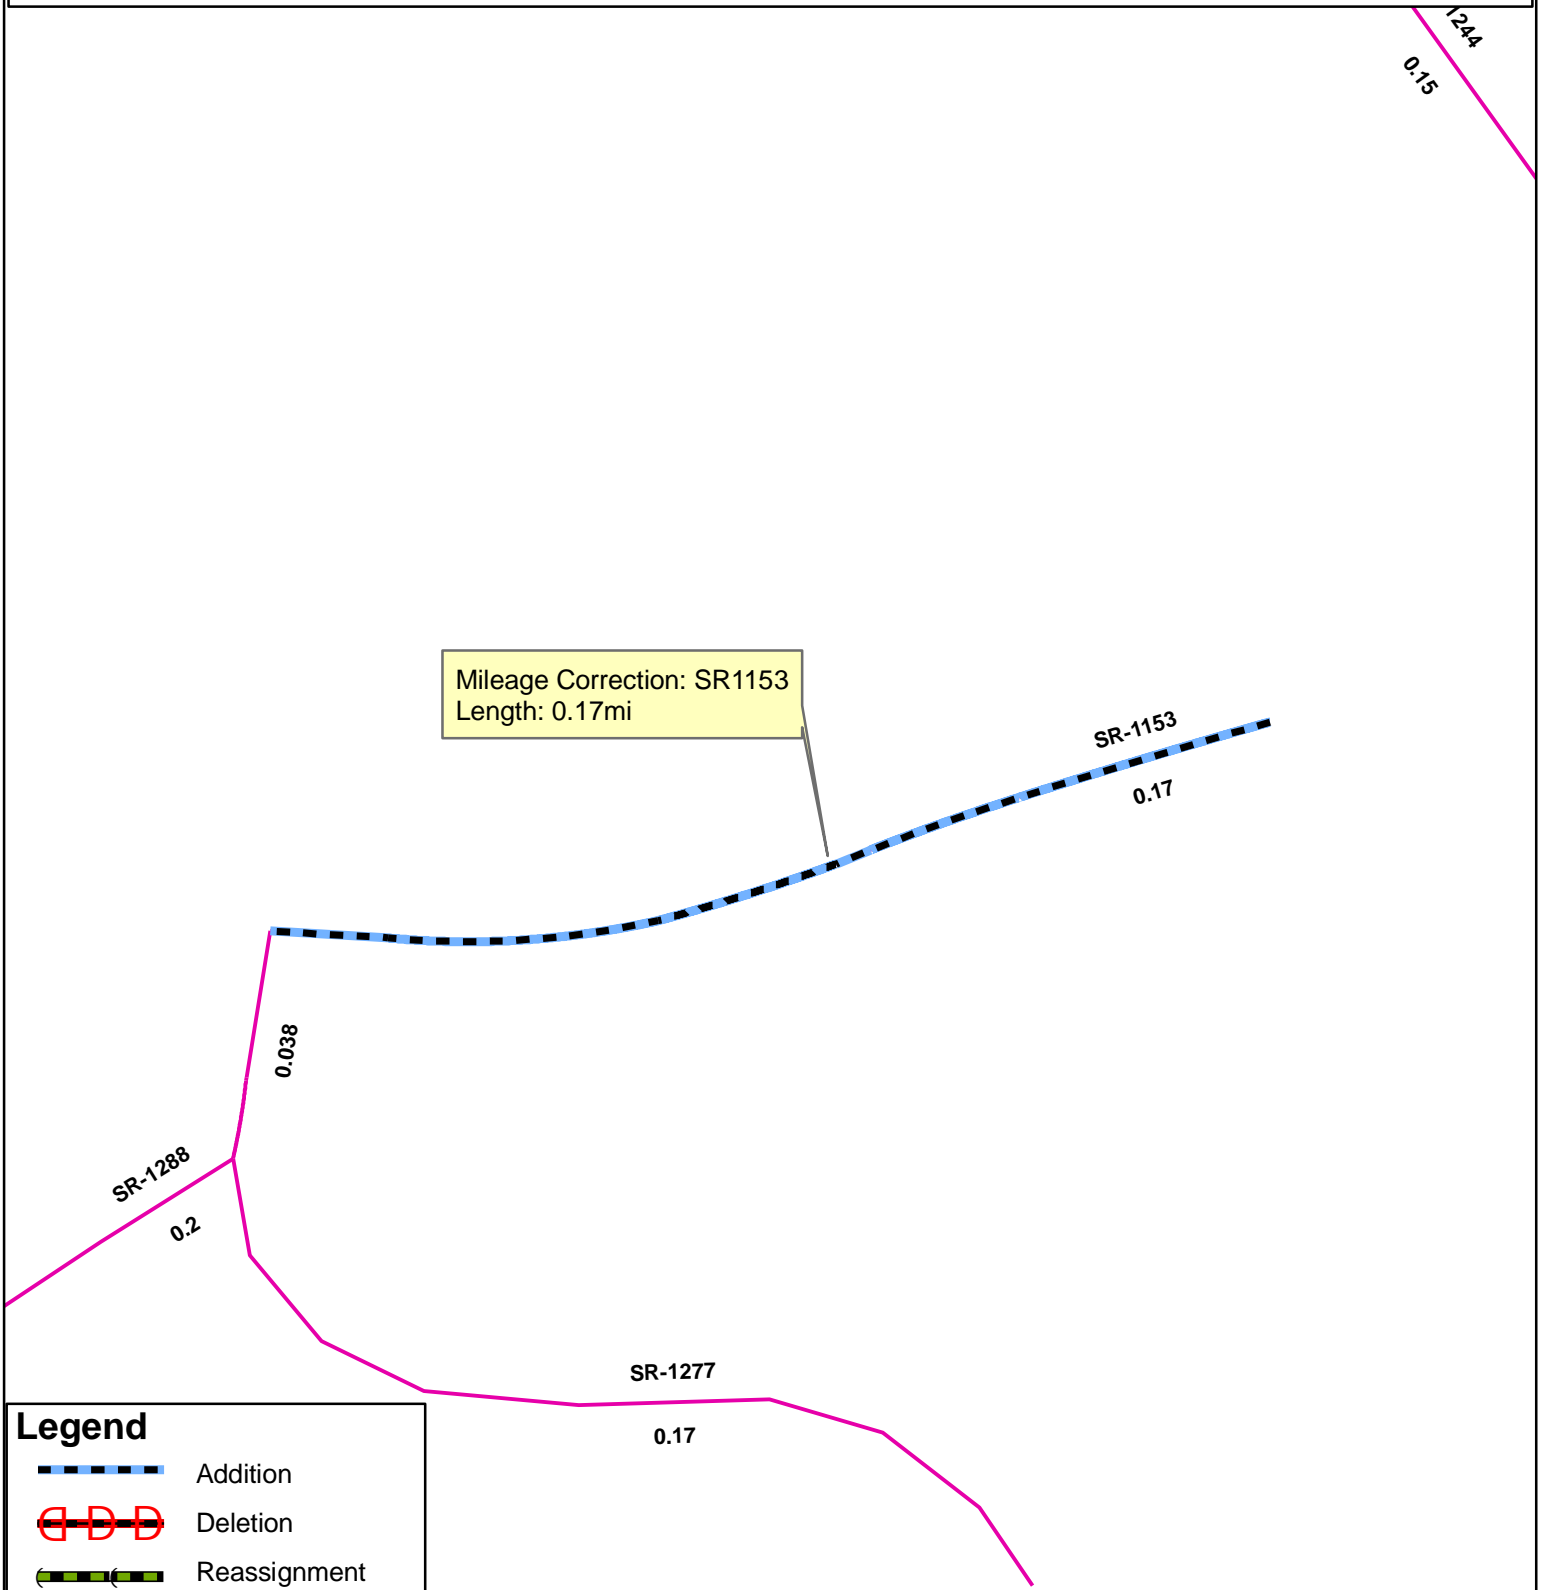 1244
0.15
Mileage Correction: SR1153
Length: 0.17mi
SR-1153
0.17
0.038
SR-1288
0.2
SR-1277
0.17
Legend
Addition
D D D
Deletion
Reassignment